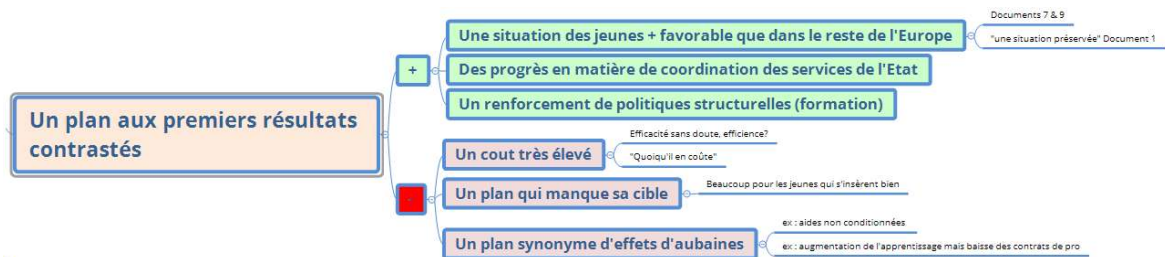 Un plan aux premiers résultats
contrastés
+
Une situation des jeunes + favorable que dans le reste de l'Europe
Documents 7 & 9
"une situation préservée" Document 1
Des progrès en matière de coordination des services de l'Etat
Un renforcement de politiques structurelles (formation)
-
Un cout très élevé
Efficacité sans doute, efficience?
"Quoiqu'il en coûte"
Un plan qui manque sa cible
Beaucoup pour les jeunes qui s'insèrent bien
Un plan synonyme d'effets d'aubaines
ex : aides non conditionnées
ex : augmentation de l'apprentissage mais baisse des contrats de pro